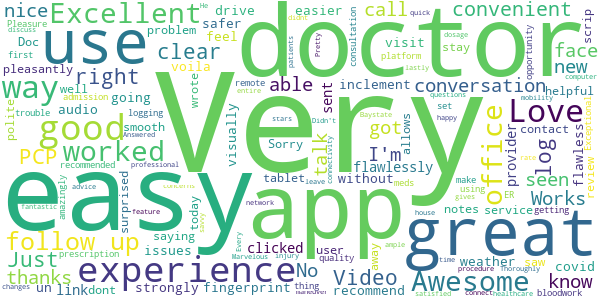 nice
Excellent
doctor
call
convenient
scrip
He
discuss
Pleasure
Doc
first
safer
feel
easier
problem
didnt
patients
Pretty
lastly
consultation
quick
dosage
platform
opportunity
visit
stay
face
new
use
clear
right
pleasantly
voila
well
going
wrote
remote
entire
Very
able
sent
inclement
conversation
helpful
way
admission
logging
audio
polite
trouble
smooth
Answered
visually
stars
Didn't
connectivity
Baystate
allows
questions
set
happy
computer
mobility
good
worked
Sorry
talk
got
I'm
flawlessly
office
Love
contact
flawless
Exceptional
review
provider
log
PCP
recommended
fantastic
amazingly
advice
professional
surprised
today
savvy
concerns
tablet
leave
without
meds
make
using
gives
ER
rate
seen
Works
easy
app
great
notes
service
getting
house
user
away
ample
follow up
saying
prescription
issues
feature
clicked
network
Every
Marvelous
injury
quality
Just
thanks
experience
No
Video
weather
saw
covid
time
procedure
thoroughly
know
changes
un
link
dont
strongly
fingerprint
thing
recommend
Awesome
satisfied
connect
healthcare
bloodwork